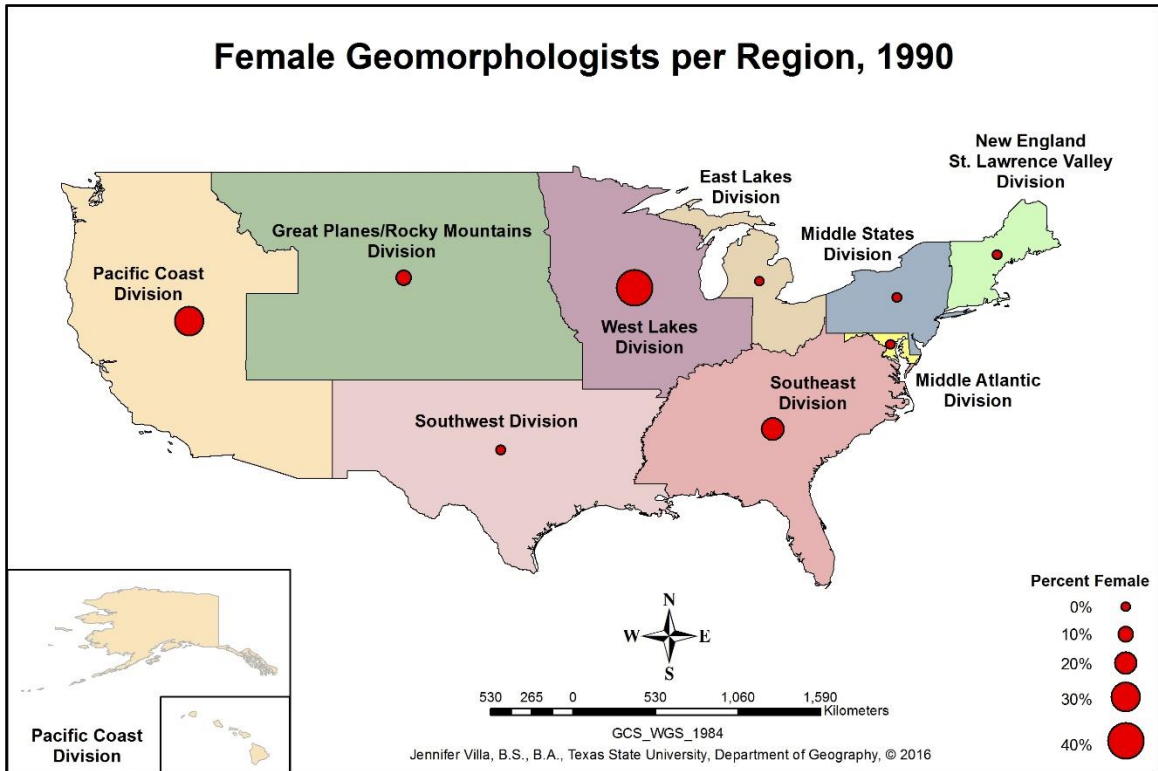 Female Geomorphologists per Region, 1990
New England
St. Lawrence Valley
Division
East Lakes
Division
Middle States
Division
Great Planes/Rocky Mountains
Division
Pacific Coast
Division
West Lakes
Division
Middle Atlantic
Division
Southeast
Division
Southwest Division
Percent Female
0%
10%
20%
30%
40%
N
W E
S
530 265 0 530 1,060 1,590
Kilometers
GCS_WGS_1984
Jennifer Villa, B.S., B.A., Texas State University, Department of Geography, © 2016
Pacific Coast
Division